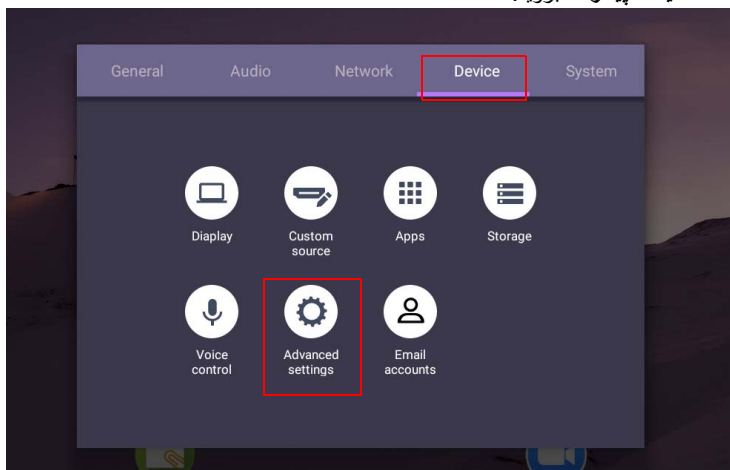 General Audio Network Device System
Diaplay Custom source Apps Storage
Voice control Advanced settings Email accounts